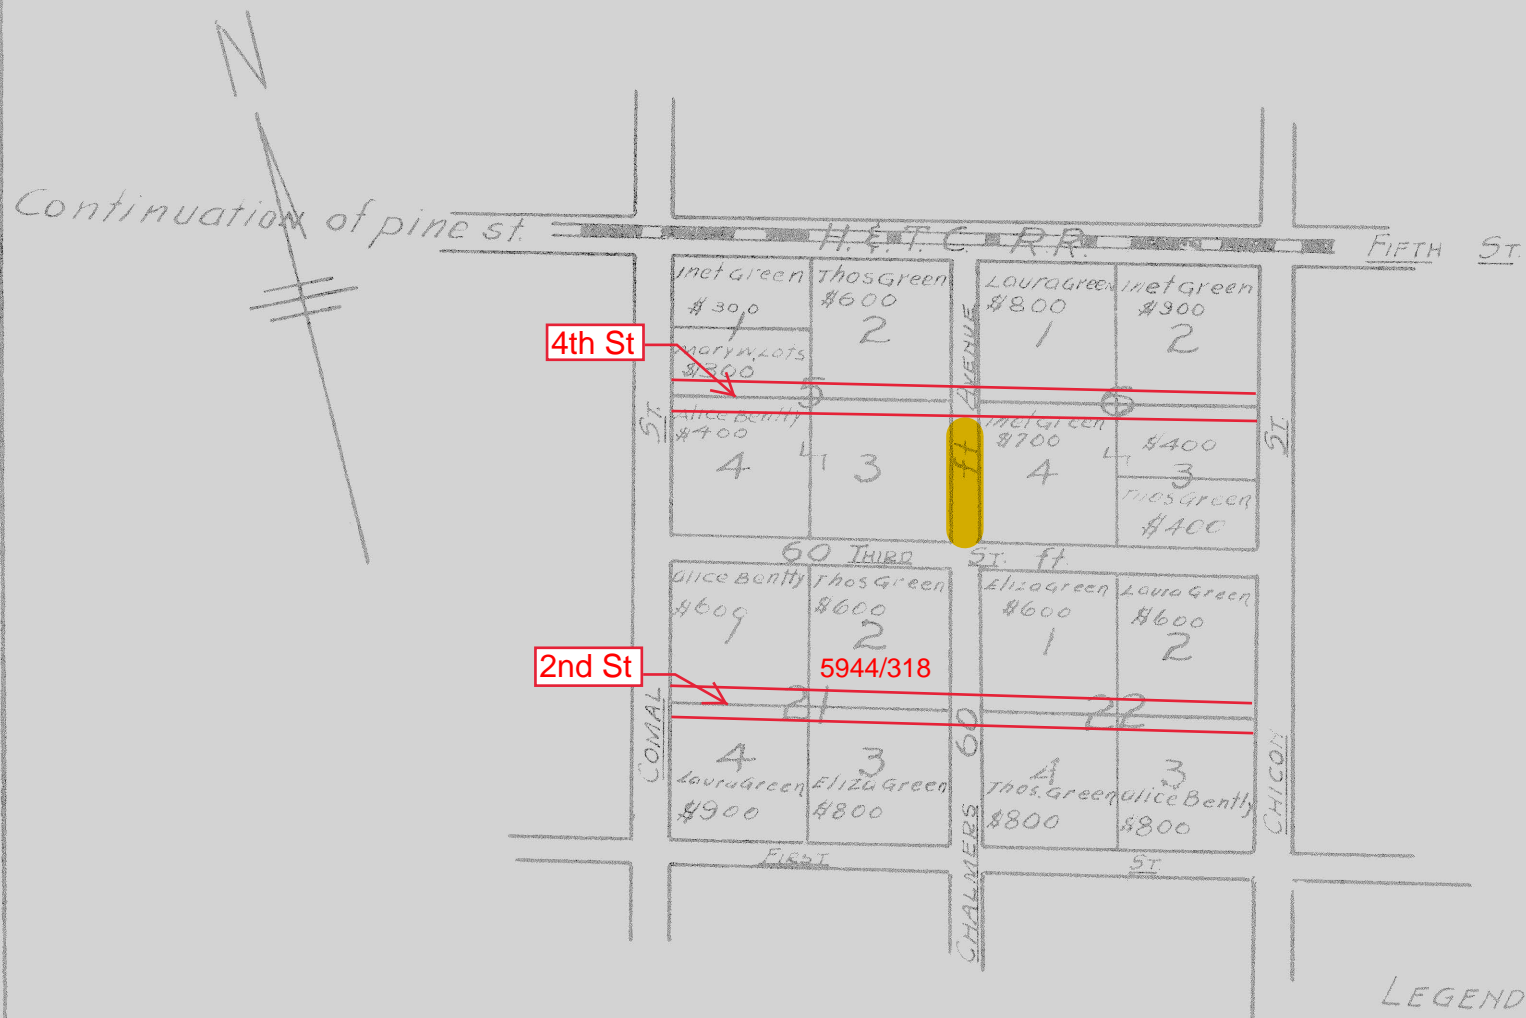 N
Continuation of pine st.
H. & T. C. R.R.
FIFTH ST.
Inet Green
$300
1
Mary W. Lots
$300
Thos Green
$600
2
Laura Green
$800
1
Inet Green
$900
2
4th St
5
6
AVENUE
ST.
ST.
Alice Bently
$400
4
4
3
ft
Inet Green
$700
4
4
$400
3
Thos Green
$400
60 THIRD ST. ft.
Alice Bentty
$600
1
Thos Green
$600
2
Eliza green
$600
1
Laura Green
$600
2
2nd St
5944/318
21
22
COMAL
60
CHICON
4
Laura Green
$900
3
Eliza Green
$800
4
Thos. Green
$800
3
Alice Bently
$800
FIRST ST.
CHALMERS
LEGEND